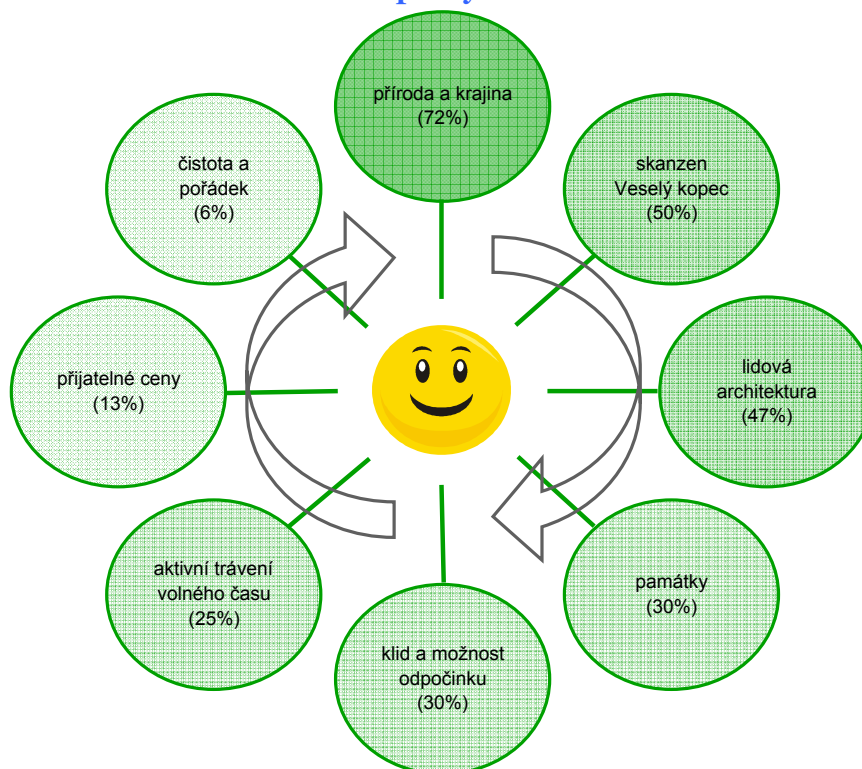 příroda a krajina
(72%)
skanzen
Veselý kopec
(50%)
lidová
architektura
(47%)
památky
(30%)
klid a možnost
odpočinku
(30%)
aktivní trávení
volného času
(25%)
přijatelné ceny
(13%)
čistota a
pořádek
(6%)